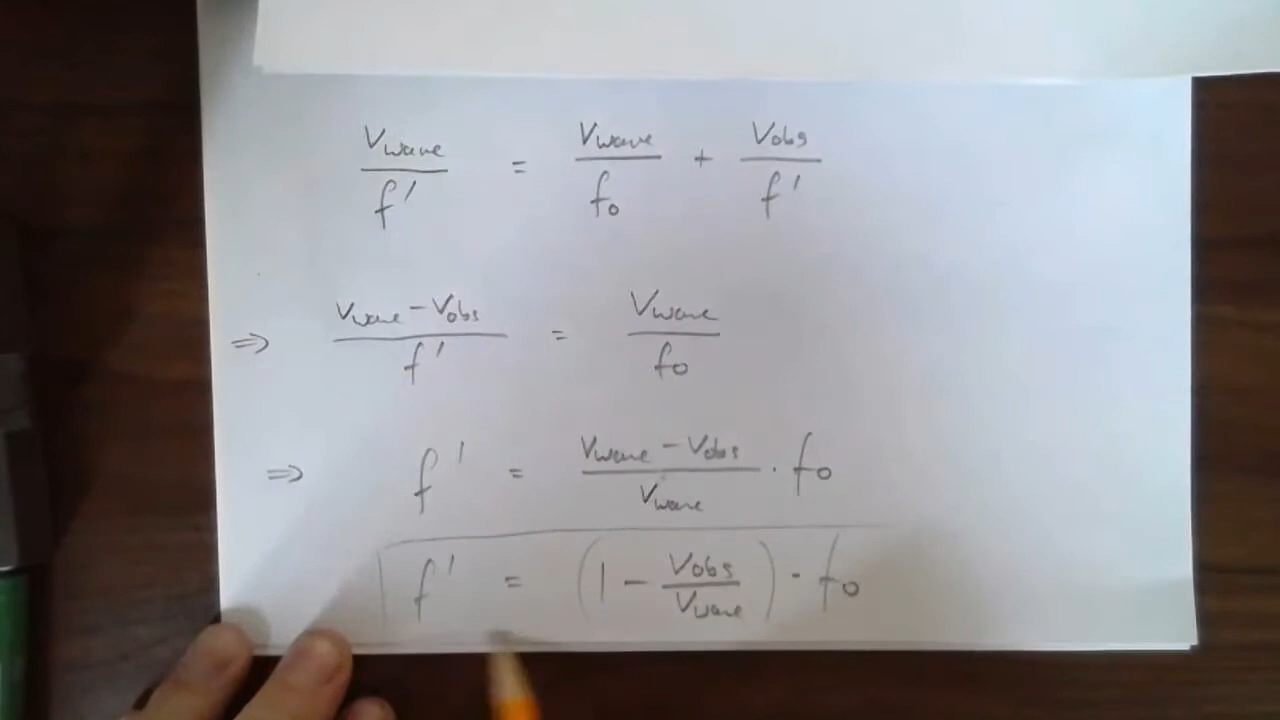 Vwave / f' = Vwave / f₀ + Vobs / f'
⇒ Vwave - Vobs / f' = Vwave / f₀
⇒ f' = Vwave - Vobs / Vwave · f₀
f' = (1 - Vobs / Vwave) · f₀